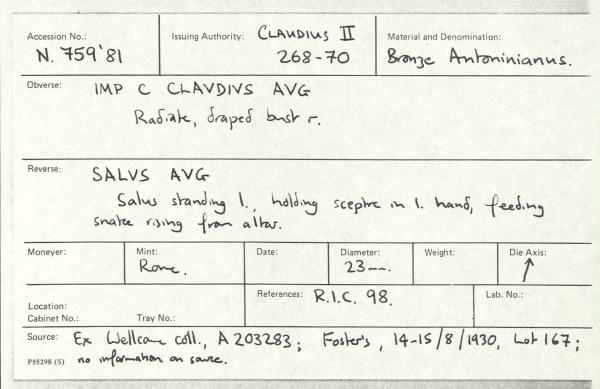 Accession No.: Issuing Authority: CLAUDIUS II Material and Denomination:
N. 759'81 268-70 Bronze Antoninianus.
Obverse: IMP C CLAVDIVS AVG
Radiate, draped bust r.
Reverse: SALVS AVG
Salus standing l., holding sceptre in l. hand, feeding
snake rising from altar.
Moneyer: Mint: Date: Diameter: Weight: Die Axis:
Rome. 23mm. ↑
Location: References: R.I.C. 98. Lab. No.:
Cabinet No.: Tray No.:
Source: Ex Wellcome coll., A 203283; Foster's, 14-15/8/1930, Lot 167;
P55298 (S) no information on source.